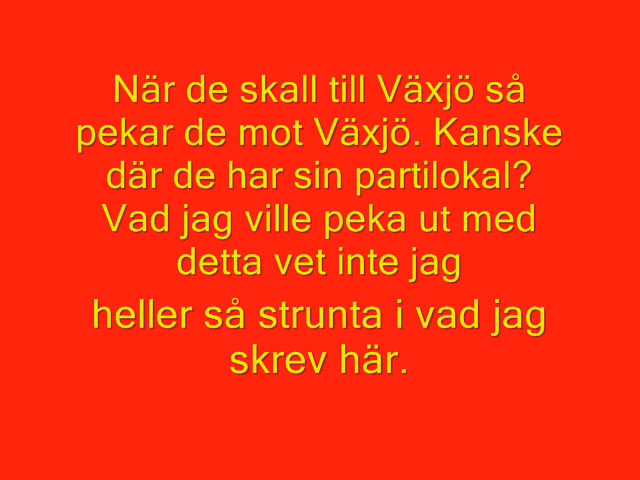 När de skall till Växjö så
pekar de mot Växjö. Kanske
där de har sin partilokal?
Vad jag ville peka ut med
detta vet inte jag
heller så strunta i vad jag
skrev här.